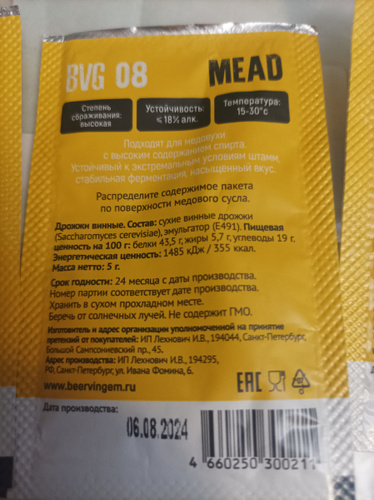 BVG 08 MEAD
Степень сбраживания: высокая
Устойчивость: ≤ 18% алк.
Температура: 15-30°с
Подходят для медовухи
с высоким содержанием спирта.
Устойчивый к экстремальным условиям штамм,
стабильная ферментация, насыщенный вкус.
Распределите содержимое пакета
по поверхности медового сусла.
Дрожжи винные. Состав: сухие винные дрожжи
(Saccharomyces cerevisiae), эмульгатор (E491). Пищевая
ценность на 100 г: белки 43,5 г, жиры 5,7 г, углеводы 19 г.
Энергетическая ценность: 1485 кДж / 355 ккал.
Масса нетто: 5 г.
Срок годности: 24 месяца с даты производства.
Номер партии соответствует дате производства.
Хранить в сухом прохладном месте.
Беречь от солнечных лучей. Не содержит ГМО.
Изготовитель и адрес организации уполномоченной на принятие
претензий от покупателей: ИП Лехнович И.В., 194044, Санкт-Петербург,
Большой Сампсониевский пр., 45.
Адрес производства: ИП Лехнович И.В., 194295,
РФ, Санкт-Петербург, ул. Ивана Фомина, 6.
www.beervingem.ru
EAC
Дата производства:
06.08.2024
4 660250 300211